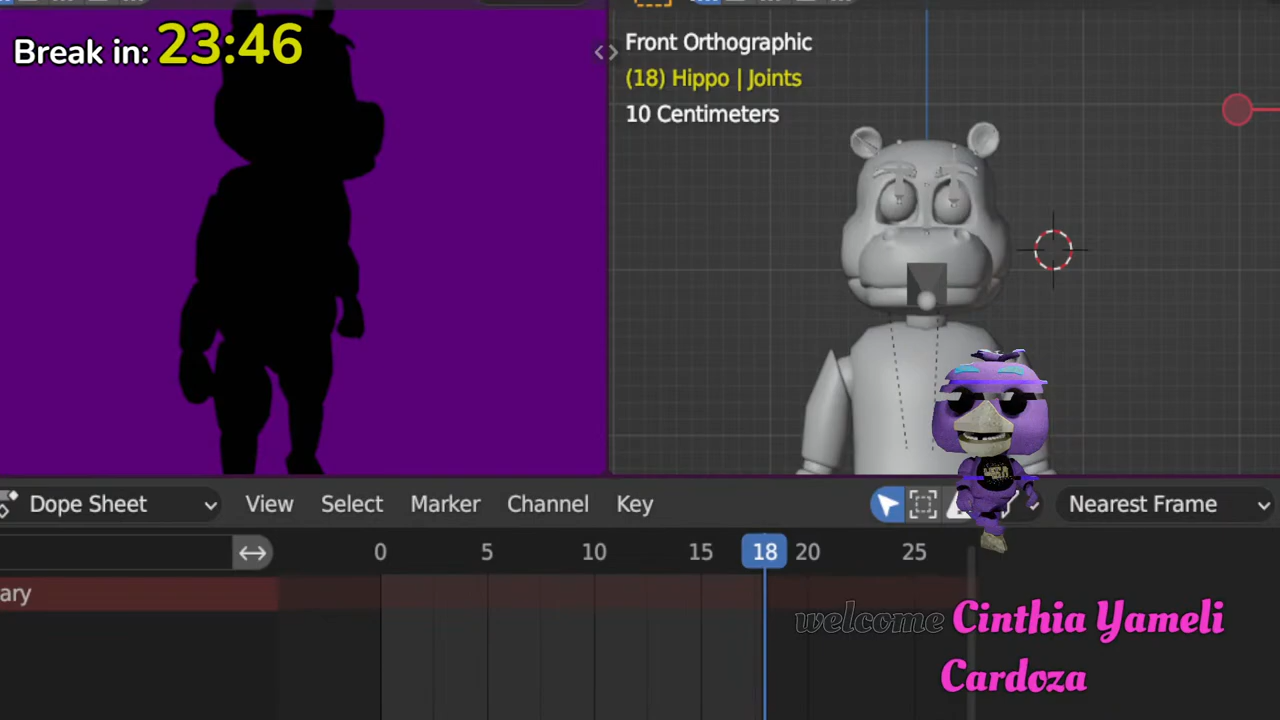 Break in: 23:46
Front Orthographic
(18) Hippo | Joints
10 Centimeters
Dope Sheet View Select Marker Channel Key Nearest Frame
0 5 10 15 18 20 25
ary
welcome Cinthia Yameli
Cardoza